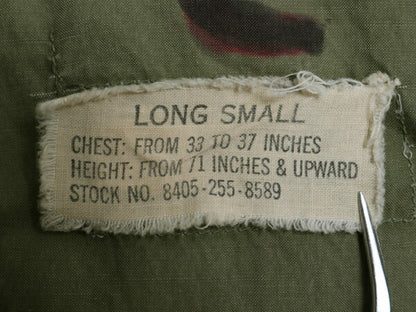 LONG SMALL
CHEST: FROM 33 TO 37 INCHES
HEIGHT: FROM 71 INCHES & UPWARD
STOCK NO. 8405-255-8589